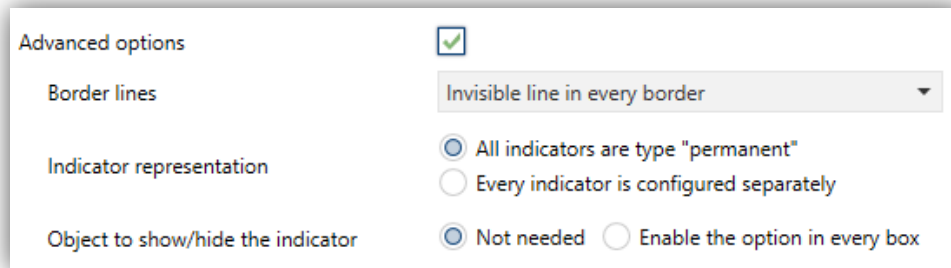 Advanced options
Border lines Invisible line in every border
Indicator representation
All indicators are type "permanent"
Every indicator is configured separately
Object to show/hide the indicator Not needed Enable the option in every box